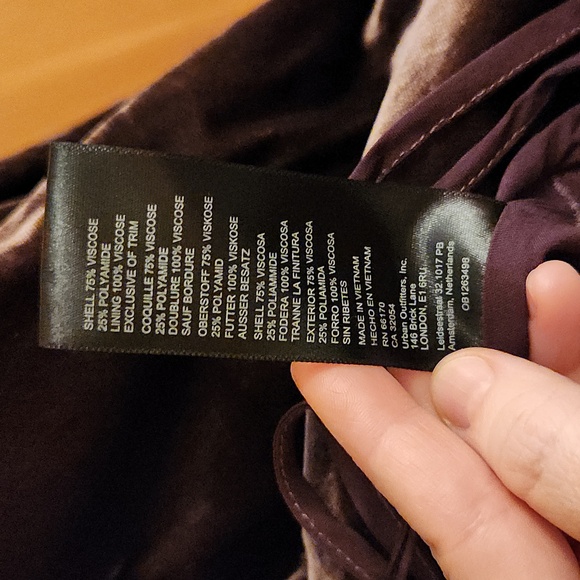 SHELL 75% VISCOSE
25% POLYAMIDE
LINING 100% VISCOSE
EXCLUSIVE OF TRIM
COQUILLE 75% VISCOSE
25% POLYAMIDE
DOUBLURE 100% VISCOSE
SAUF BORDURE
OBERSTOFF 75% VISKOSE
25% POLYAMID
FUTTER 100% VISKOSE
AUSSER BESATZ
SHELL 75% VISCOSA
25% POLIAMMIDE
FODERA 100% VISCOSA
TRANNE LA FINITURA
EXTERIOR 75% VISCOSA
25% POLIAMIDA
FORRO 100% VISCOSA
SIN RIBETES
MADE IN VIETNAM
HECHO EN VIETNAM
RN 66170
CA 32054
Urban Outfitters, Inc.
146 Brick Lane
LONDON, E1 6RU
Leidsestraat 32 1017 PB
Amsterdam, Netherlands
OB1263498